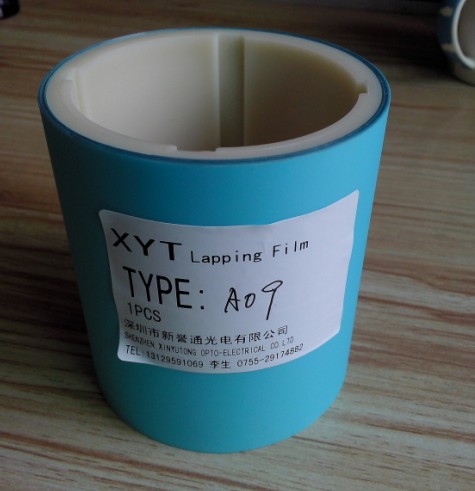 XYT Lapping Film
TYPE: A09
1PCS
深圳市新誉通光电有限公司
SHENZHEN XINYUTONG OPTO-ELECTRICAL CO LTD
TEL:13129591069 李生 0755-29174882